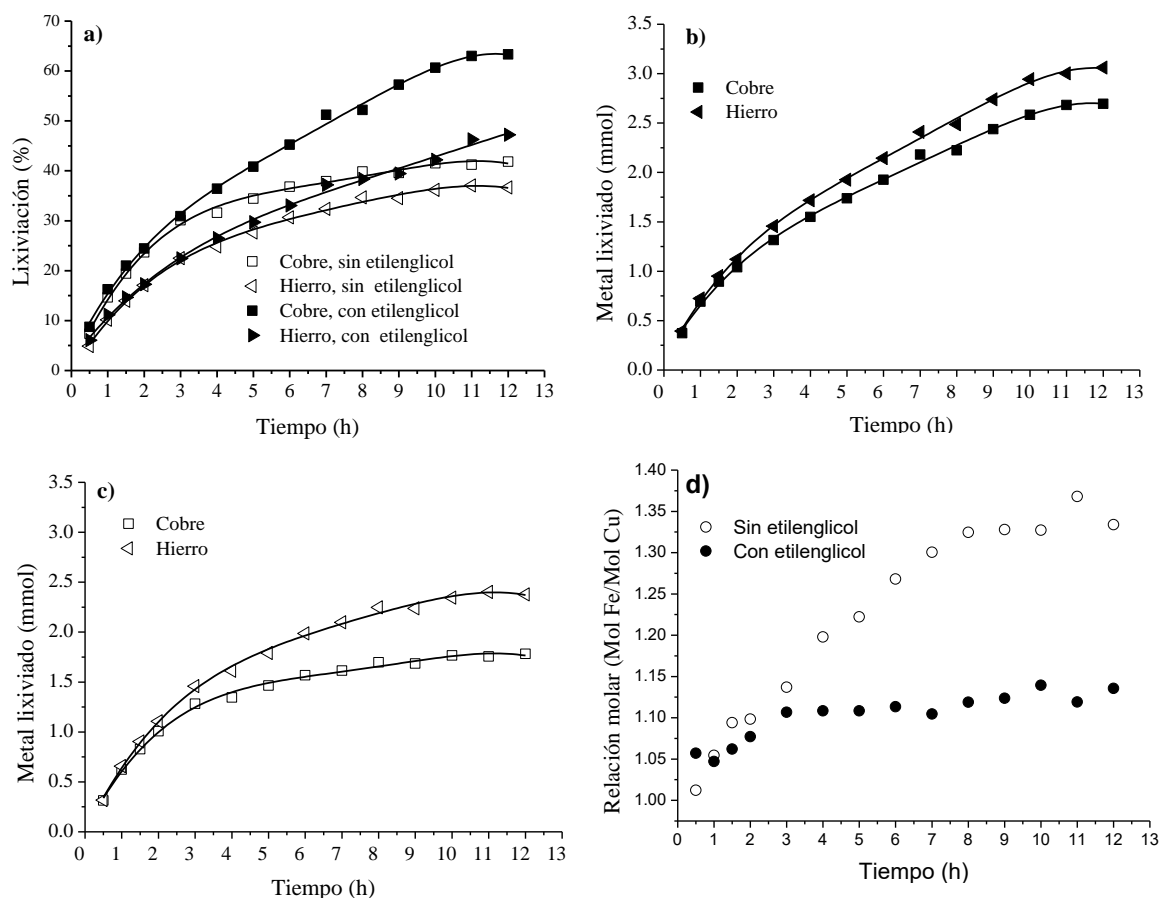 a)
Lixiviación (%)
70
60
50
40
30
20
10
0
Cobre, sin etilenglicol
Hierro, sin etilenglicol
Cobre, con etilenglicol
Hierro, con etilenglicol
0 1 2 3 4 5 6 7 8 9 10 11 12 13
Tiempo (h)
b)
Metal lixiviado (mmol)
3.5
3.0
2.5
2.0
1.5
1.0
0.5
0.0
Cobre
Hierro
0 1 2 3 4 5 6 7 8 9 10 11 12 13
Tiempo (h)
c)
Metal lixiviado (mmol)
3.5
3.0
2.5
2.0
1.5
1.0
0.5
0.0
Cobre
Hierro
0 1 2 3 4 5 6 7 8 9 10 11 12 13
Tiempo (h)
d)
Relación molar (Mol Fe/Mol Cu)
1.40
1.35
1.30
1.25
1.20
1.15
1.10
1.05
1.00
Sin etilenglicol
Con etilenglicol
0 1 2 3 4 5 6 7 8 9 10 11 12 13
Tiempo (h)